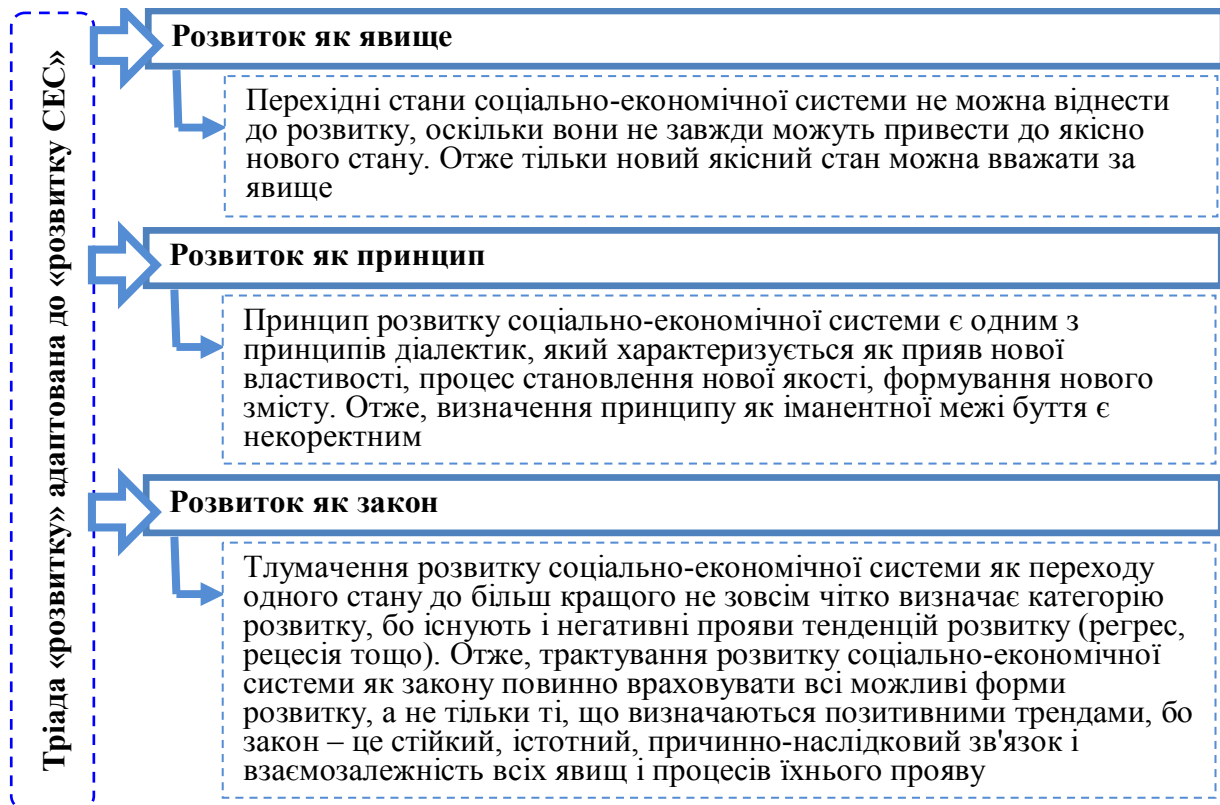 Тріада «розвитку» адаптована до «розвитку СЕС»
Розвиток як явище
Перехідні стани соціально-економічної системи не можна віднести
до розвитку, оскільки вони не завжди можуть привести до якісно
нового стану. Отже тільки новий якісний стан можна вважати за
явище
Розвиток як принцип
Принцип розвитку соціально-економічної системи є одним з
принципів діалектик, який характеризується як прияв нової
властивості, процес становлення нової якості, формування нового
змісту. Отже, визначення принципу як іманентної межі буття є
некоректним
Розвиток як закон
Тлумачення розвитку соціально-економічної системи як переходу
одного стану до більш кращого не зовсім чітко визначає категорію
розвитку, бо існують і негативні прояви тенденцій розвитку (регрес,
рецесія тощо). Отже, трактування розвитку соціально-економічної
системи як закону повинно враховувати всі можливі форми
розвитку, а не тільки ті, що визначаються позитивними трендами, бо
закон – це стійкий, істотний, причинно-наслідковий зв'язок і
взаємозалежність всіх явищ і процесів їхнього прояву